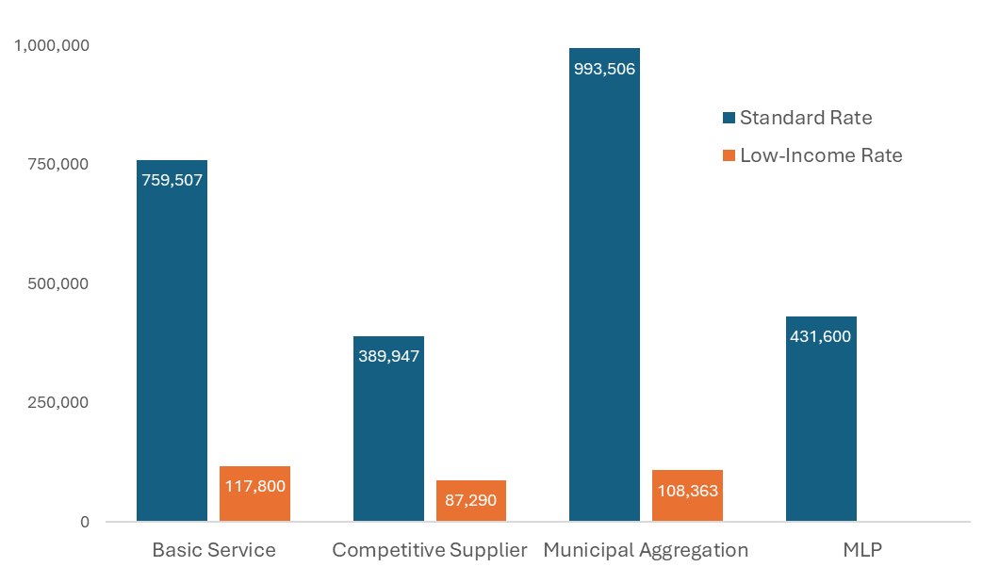 1,000,000
750,000
500,000
250,000
0
759,507
117,800
389,947
87,290
993,506
108,363
431,600
Standard Rate
Low-Income Rate
Basic Service
Competitive Supplier
Municipal Aggregation
MLP